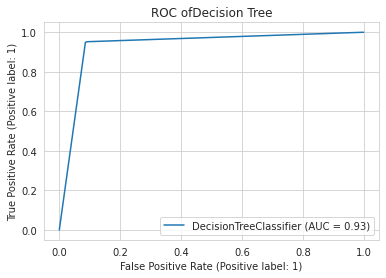 ROC ofDecision Tree
True Positive Rate (Positive label: 1)
1.0
0.8
0.6
0.4
0.2
0.0
DecisionTreeClassifier (AUC = 0.93)
0.0 0.2 0.4 0.6 0.8 1.0
False Positive Rate (Positive label: 1)